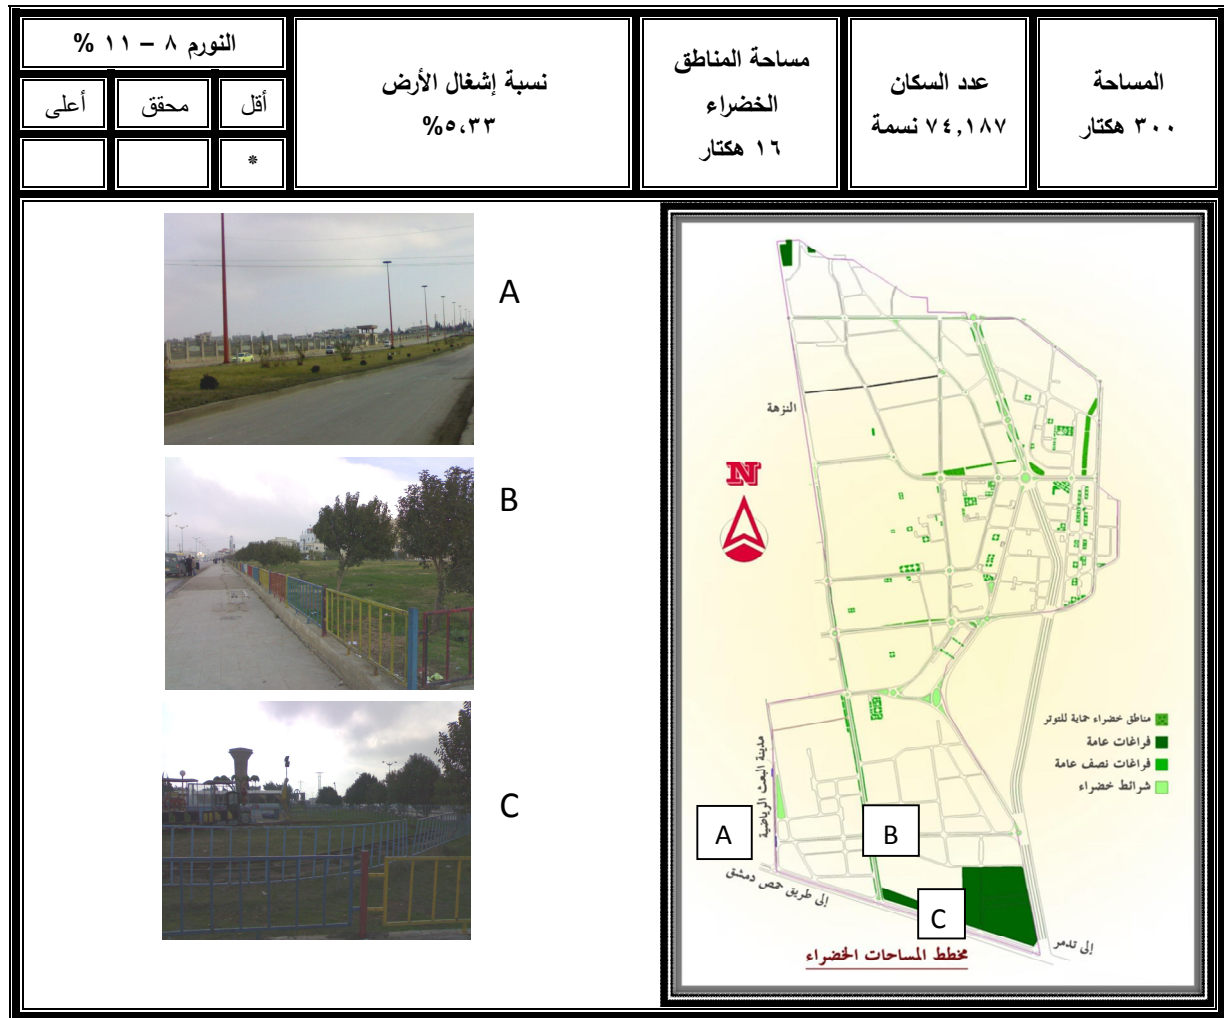 المساحة
٣٠٠ هكتار
عدد السكان
٧٤,١٨٧ نسمة
مساحة المناطق
الخضراء
١٦ هكتار
نسبة إشغال الأرض
٥،٣٣%
النورم ٨ – ١١ %
أقل
محقق
أعلى
*
A
B
C
النزهة
N
مناطق خضراء حماية للتوتر
فراغات عامة
فراغات نصف عامة
شرائط خضراء
مدينة البعث الرياضية
A
B
C
إلى طريق حمص دمشق
إلى تدمر
مخطط المساحات الخضراء